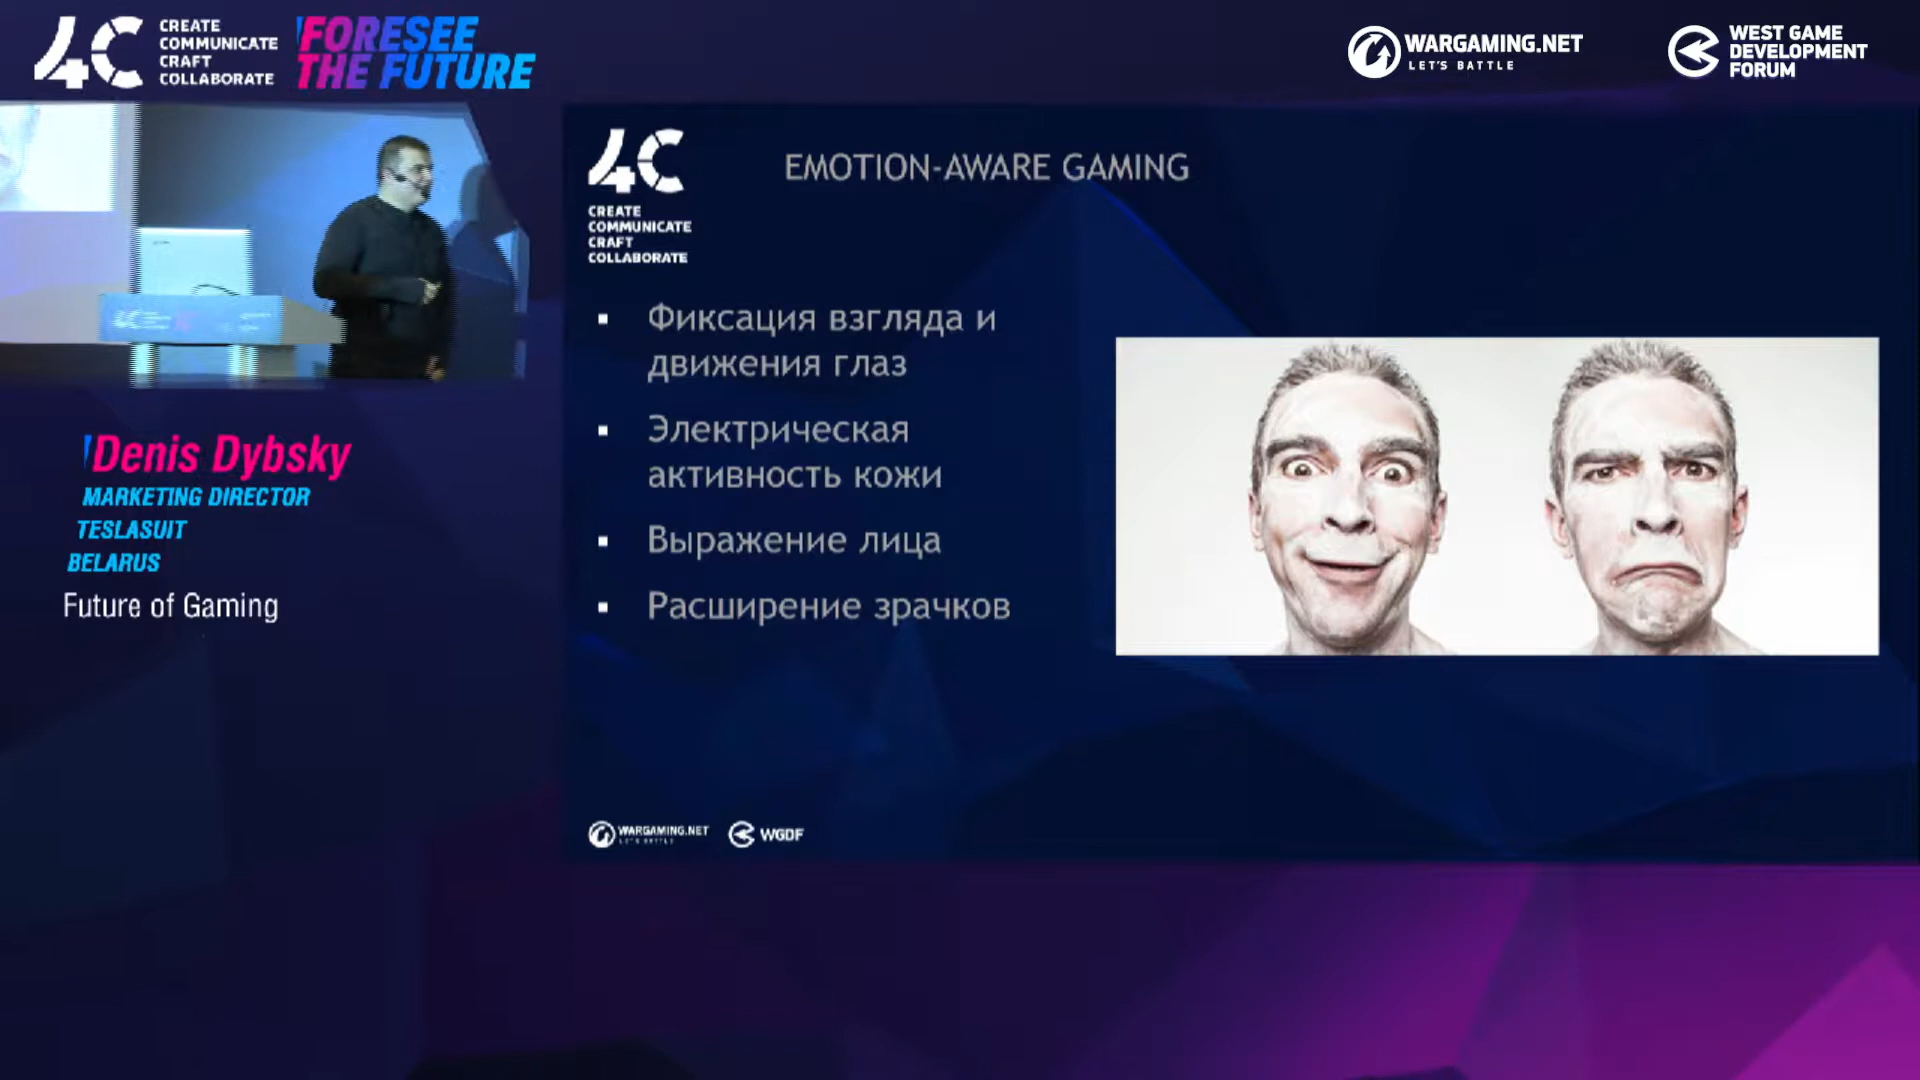 4C
CREATE
COMMUNICATE
CRAFT
COLLABORATE
FORESEE
THE FUTURE
WARGAMING.NET
LET'S BATTLE
WEST GAME
DEVELOPMENT
FORUM
Denis Dybsky
MARKETING DIRECTOR
TESLASUIT
BELARUS
Future of Gaming
4C
CREATE
COMMUNICATE
CRAFT
COLLABORATE
EMOTION-AWARE GAMING
▪ Фиксация взгляда и
движения глаз
▪ Электрическая
активность кожи
▪ Выражение лица
▪ Расширение зрачков
WARGAMING.NET
LET'S BATTLE
WGDF